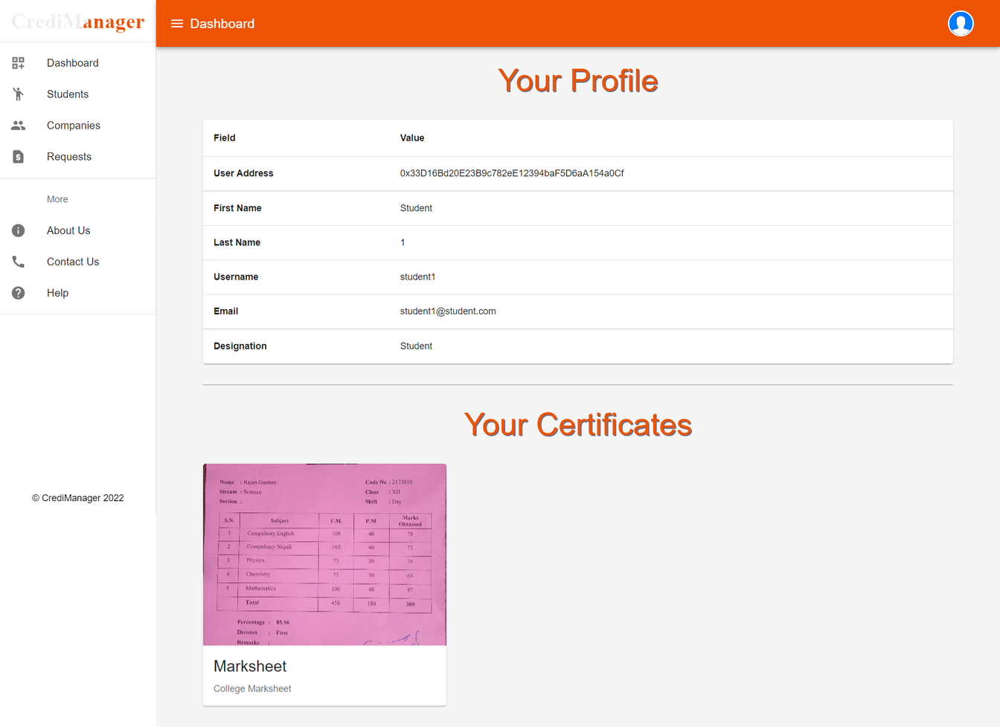 CrediManager
Dashboard
Dashboard
Students
Companies
Requests
More
About Us
Contact Us
Help
© CrediManager 2022
Your Profile
Field Value
User Address 0x33D16Bd20E23B9c782eE12394baF5D6aA154a0Cf
First Name Student
Last Name 1
Username student1
Email student1@student.com
Designation Student
Your Certificates
Name : Rajan Gautam Code No : 2173010
Stream : Science Class : XII
Section : Shift : Day
S.N. Subject F.M. P.M. Marks Obtained
1 Compulsory English 100 40 78
2 Compulsory Nepali 100 40 73
3 Physics 75 30 74
4 Chemistry 75 30 63
5 Mathematics 100 40 97
Total 450 180 385
Percentage : 85.56
Division : First
Remarks :
Marksheet
College Marksheet